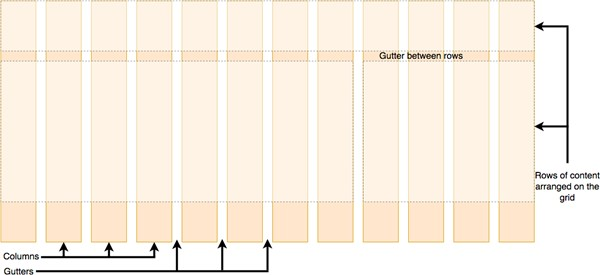 Gutter between rows
Rows of content
arranged on the
grid
Columns
Gutters